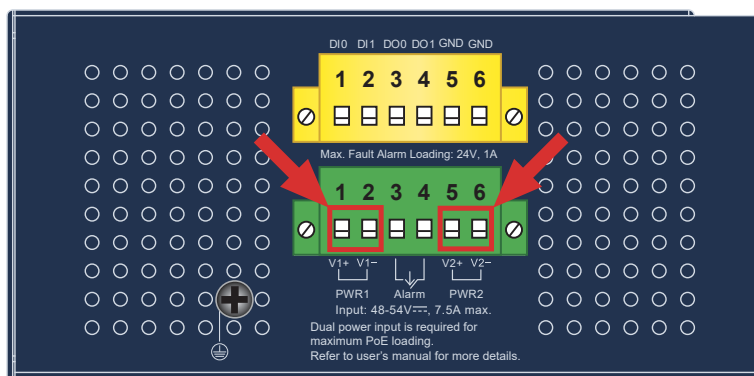 DI0 DI1 DO0 DO1 GND GND
1 2 3 4 5 6
Max. Fault Alarm Loading: 24V, 1A
1 2 3 4 5 6
V1+ V1− V2+ V2−
PWR1 Alarm PWR2
Input: 48-54V⎓, 7.5A max.
Dual power input is required for
maximum PoE loading.
Refer to user's manual for more details.